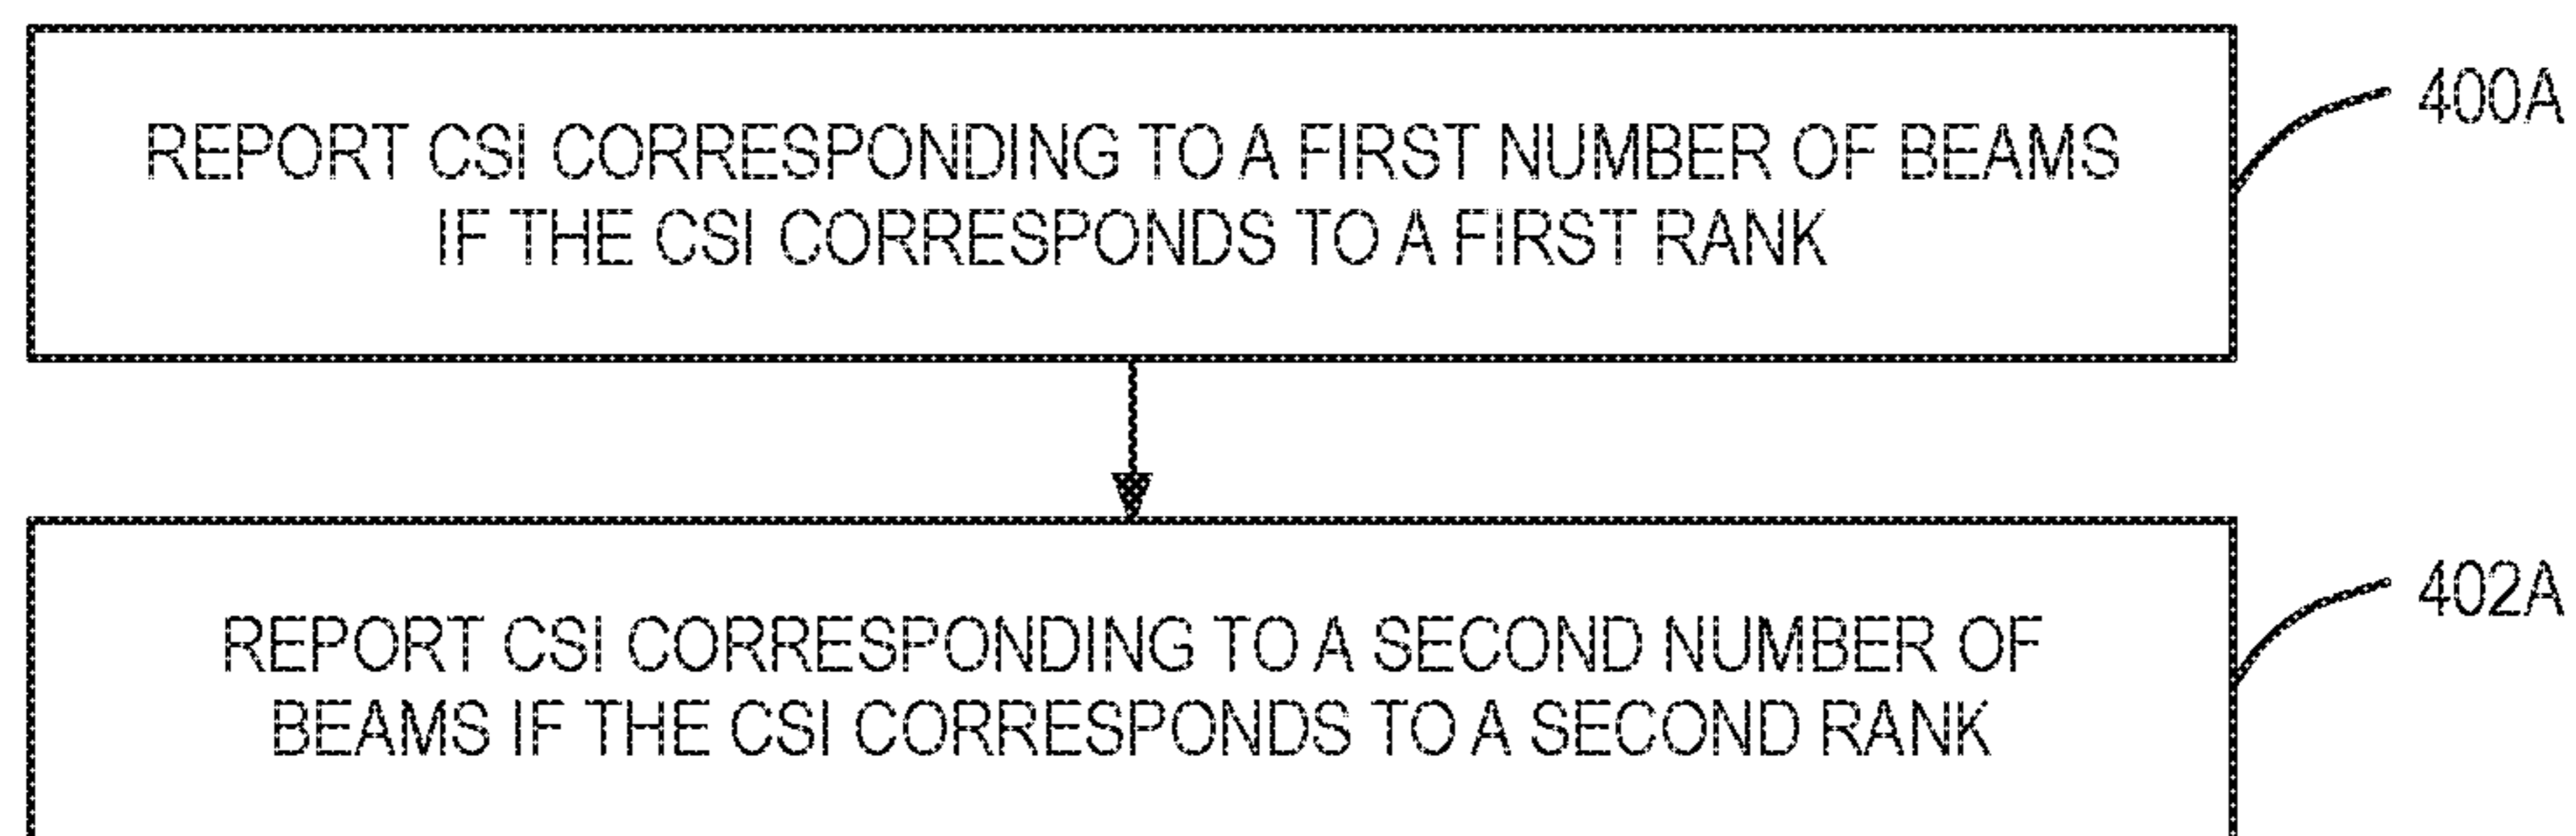 REPORT CSI CORRESPONDING TO A FIRST NUMBER OF BEAMS
IF THE CSI CORRESPONDS TO A FIRST RANK
400A
REPORT CSI CORRESPONDING TO A SECOND NUMBER OF
BEAMS IF THE CSI CORRESPONDS TO A SECOND RANK
402A